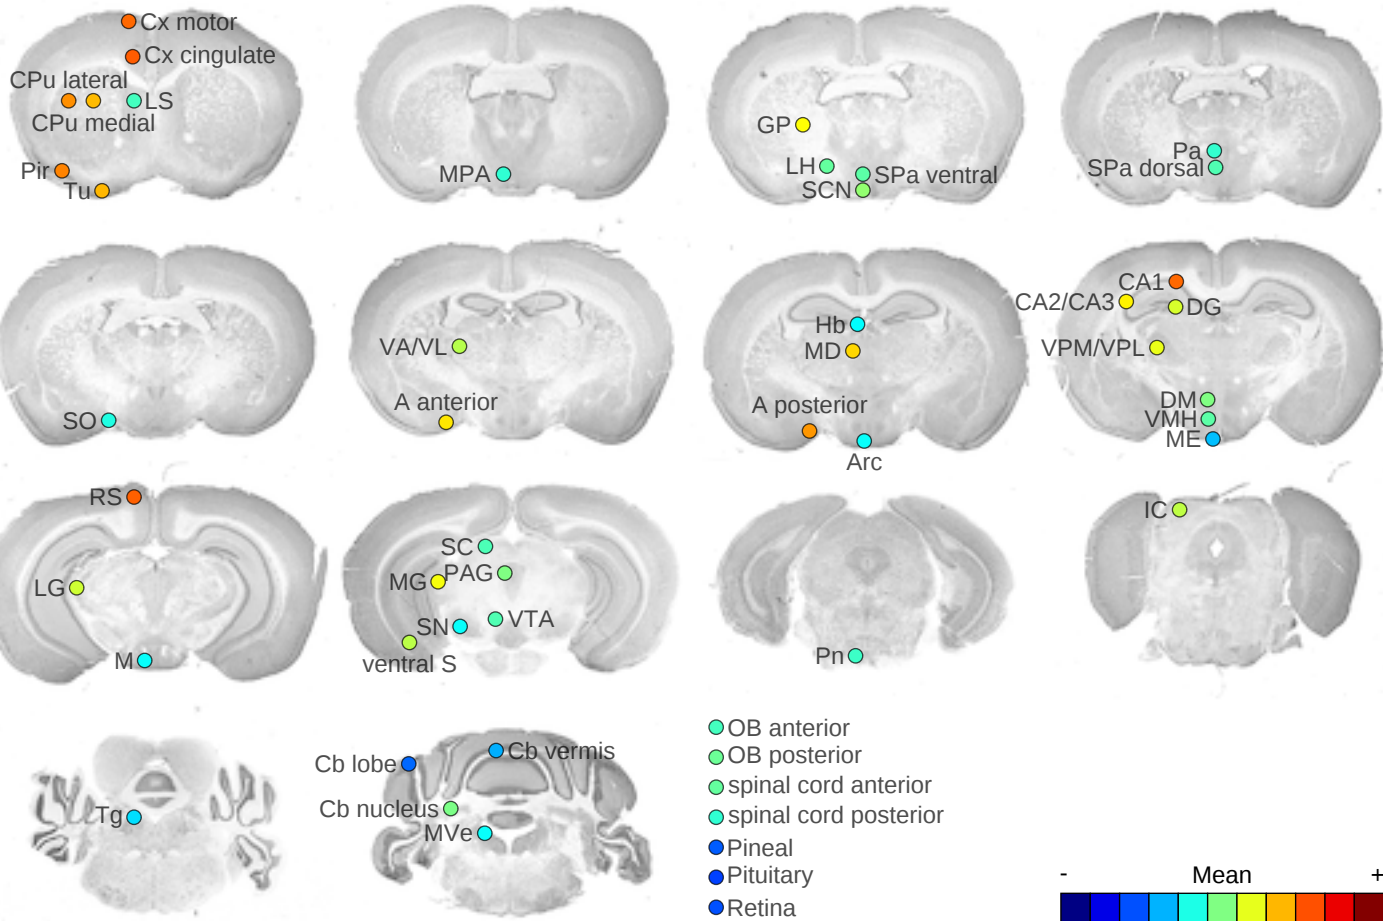 Cx motor
Cx cingulate
CPu lateral
LS
CPu medial
Pir
Tu
MPA
GP
LH
SPa ventral
SCN
Pa
SPa dorsal
SO
VA/VL
A anterior
Hb
MD
A posterior
Arc
CA1
CA2/CA3
DG
VPM/VPL
DM
VMH
ME
RS
LG
M
SC
MG
PAG
SN
VTA
ventral S
Pn
IC
Tg
Cb lobe
Cb vermis
Cb nucleus
MVe
OB anterior
OB posterior
spinal cord anterior
spinal cord posterior
Pineal
Pituitary
Retina
- Mean +